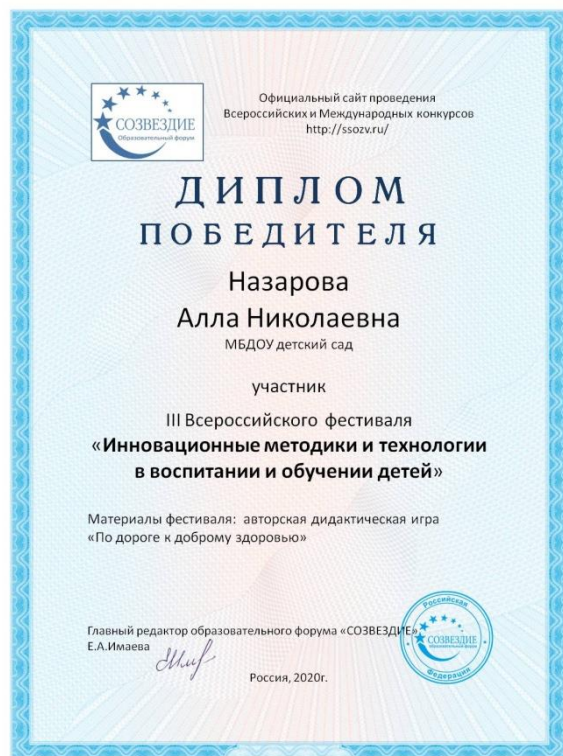 СОЗВЕЗДИЕ
Образовательный форум
Официальный сайт проведения
Всероссийских и Международных конкурсов
http://ssozv.ru/
ДИПЛОМ
ПОБЕДИТЕЛЯ
Назарова
Алла Николаевна
МБДОУ детский сад
участник
III Всероссийского фестиваля
«Инновационные методики и технологии
в воспитании и обучении детей»
Материалы фестиваля: авторская дидактическая игра
«По дороге к доброму здоровью»
Главный редактор образовательного форума «СОЗВЕЗДИЕ»
Е.А.Имаева
Россия, 2020г.
Российская
СОЗВЕЗДИЕ
Образовательный форум
Федерация